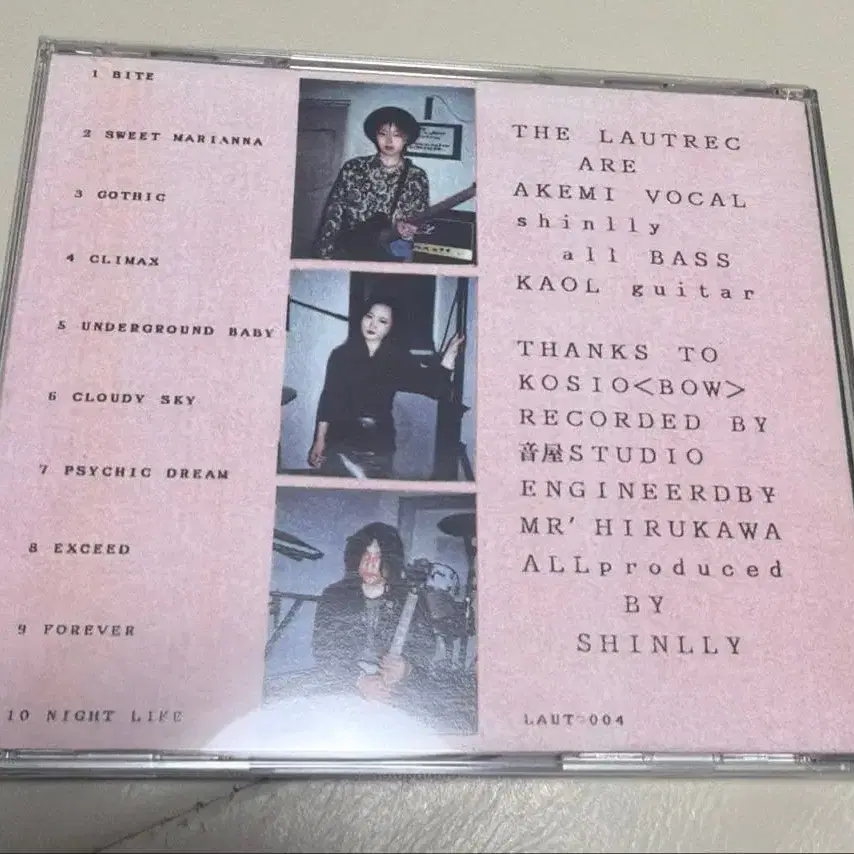 1 BITE
2 SWEET MARIANNA
3 GOTHIC
4 CLIMAX
5 UNDERGROUND BABY
6 CLOUDY SKY
7 PSYCHIC DREAM
8 EXCEED
9 FOREVER
10 NIGHT LIFE
THE LAUTREC
ARE
AKEMI VOCAL
shinlly
all BASS
KAOL guitar
THANKS TO
KOSIO<BOW>
RECORDED BY
音屋STUDIO
ENGINEERDBY
MR' HIRUKAWA
ALLproduced
BY
SHINLLY
LAUT-004